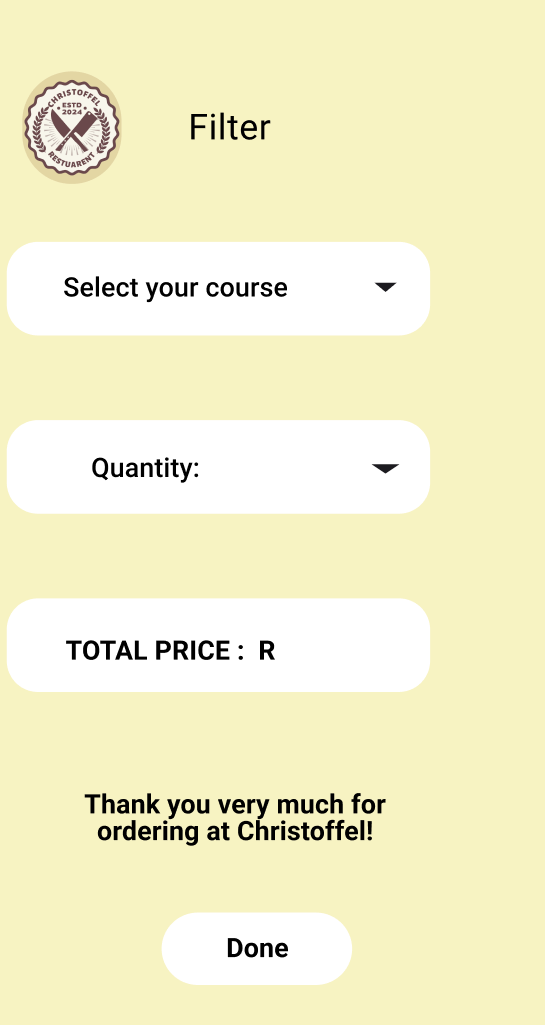 CHRISTOFFEL
ESTD
2024
RESTUARENT
Filter
Select your course
Quantity:
TOTAL PRICE :  R
Thank you very much for
ordering at Christoffel!
Done